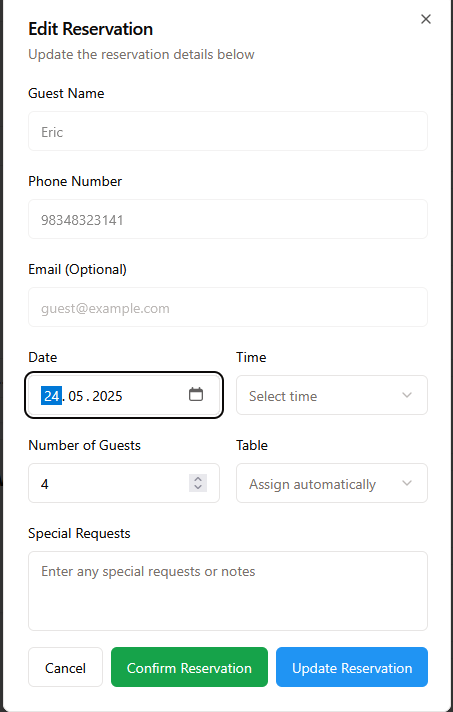 Edit Reservation
Update the reservation details below
Guest Name
Eric
Phone Number
98348323141
Email (Optional)
guest@example.com
Date
Time
24.05.2025
Select time
Number of Guests
Table
4
Assign automatically
Special Requests
Enter any special requests or notes
Cancel
Confirm Reservation
Update Reservation